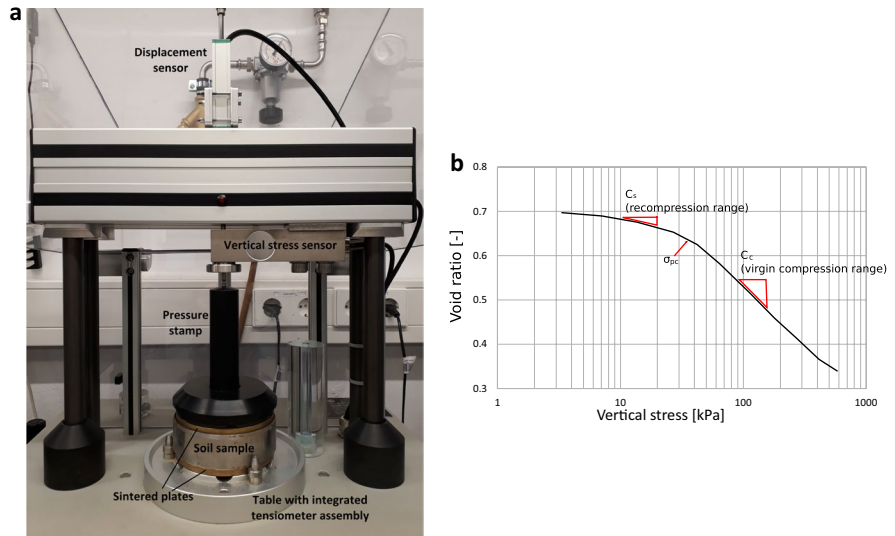 a
Displacement
sensor
Vertical stress sensor
Pressure
stamp
Soil sample
Sintered plates
Table with integrated
tensiometer assembly
b
0.8
0.7
0.6
0.5
0.4
0.3
Void ratio [-]
Cs
(recompression range)
σpc
Cc
(virgin compression range)
1
10
100
1000
Vertical stress [kPa]